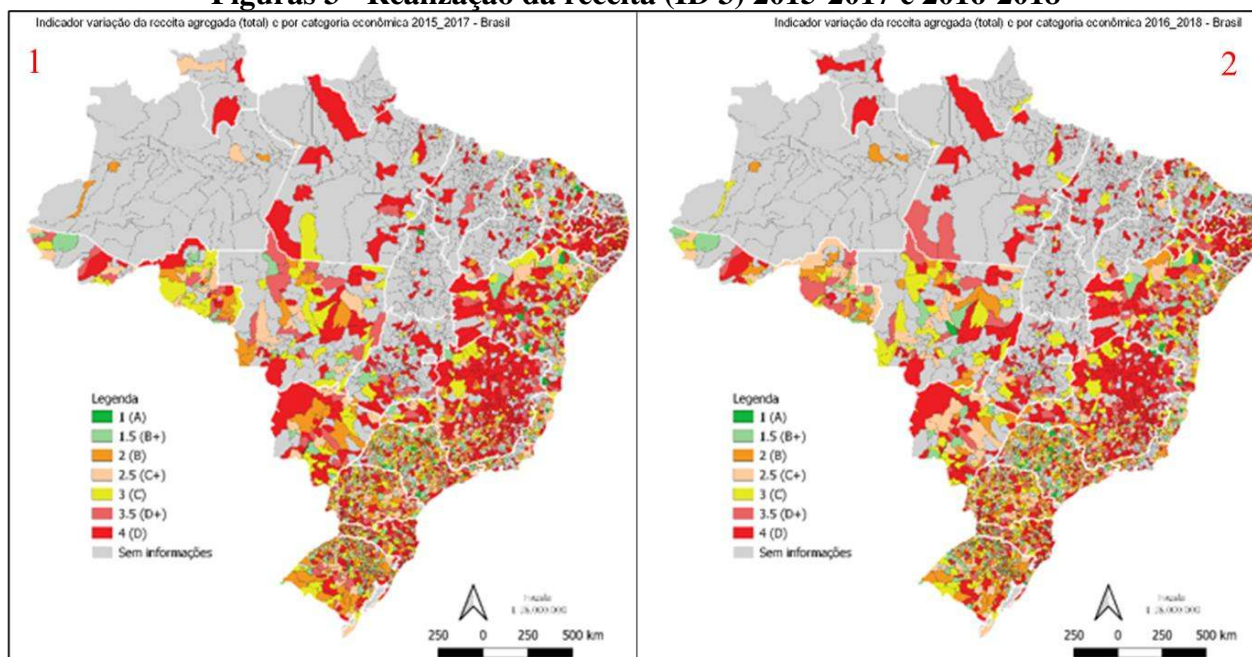 Figuras 3 - Realização da receita (ID 3) 2015-2017 e 2016-2018
Indicador variação da receita agregada (total) e por categoria econômica 2015_2017 - Brasil
1
Legenda
1 (A)
1.5 (B+)
2 (B)
2.5 (C+)
3 (C)
3.5 (D+)
4 (D)
Sem informações
250 0 250 500 km
Indicador variação da receita agregada (total) e por categoria econômica 2016_2018 - Brasil
2
Legenda
1 (A)
1.5 (B+)
2 (B)
2.5 (C+)
3 (C)
3.5 (D+)
4 (D)
Sem informações
250 0 250 500 km